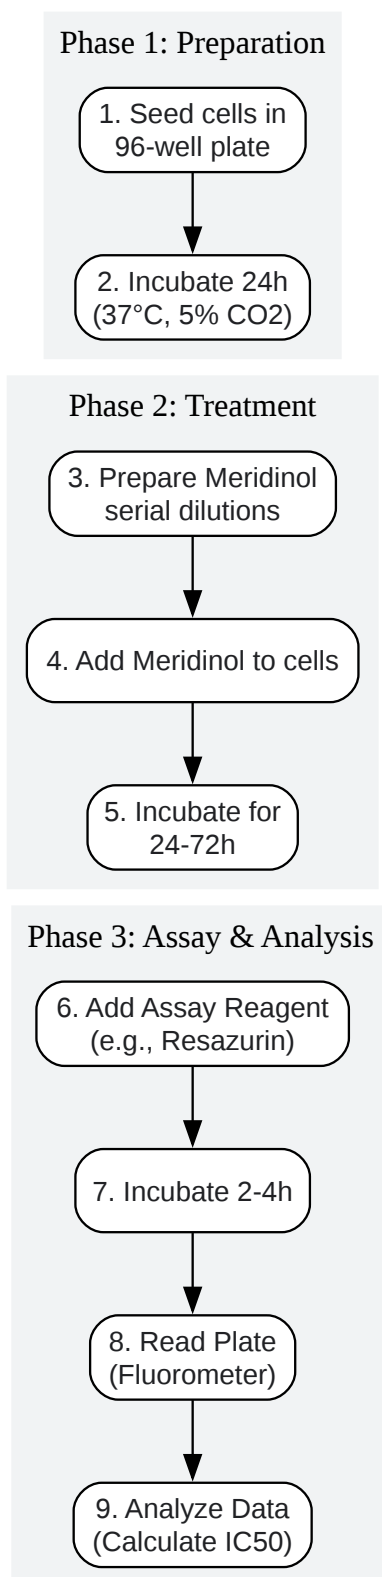 Phase 1: Preparation
1. Seed cells in
96-well plate
2. Incubate 24h
(37°C, 5% CO2)
Phase 2: Treatment
3. Prepare Meridinol
serial dilutions
4. Add Meridinol to cells
5. Incubate for
24-72h
Phase 3: Assay & Analysis
6. Add Assay Reagent
(e.g., Resazurin)
7. Incubate 2-4h
8. Read Plate
(Fluorometer)
9. Analyze Data
(Calculate IC50)